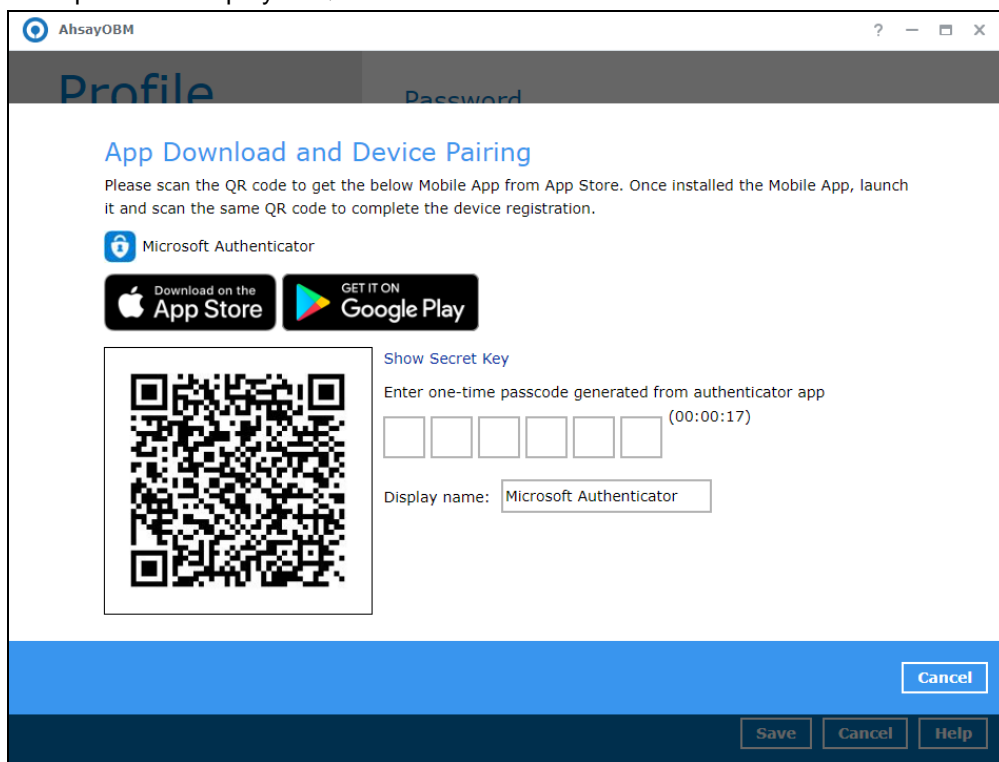 AhsayOBM
Profile
Password
App Download and Device Pairing
Please scan the QR code to get the below Mobile App from App Store. Once installed the Mobile App, launch
it and scan the same QR code to complete the device registration.
Microsoft Authenticator
Download on the
App Store
GET IT ON
Google Play
Show Secret Key
Enter one-time passcode generated from authenticator app
(00:00:17)
Display name: Microsoft Authenticator
Cancel
Save Cancel Help